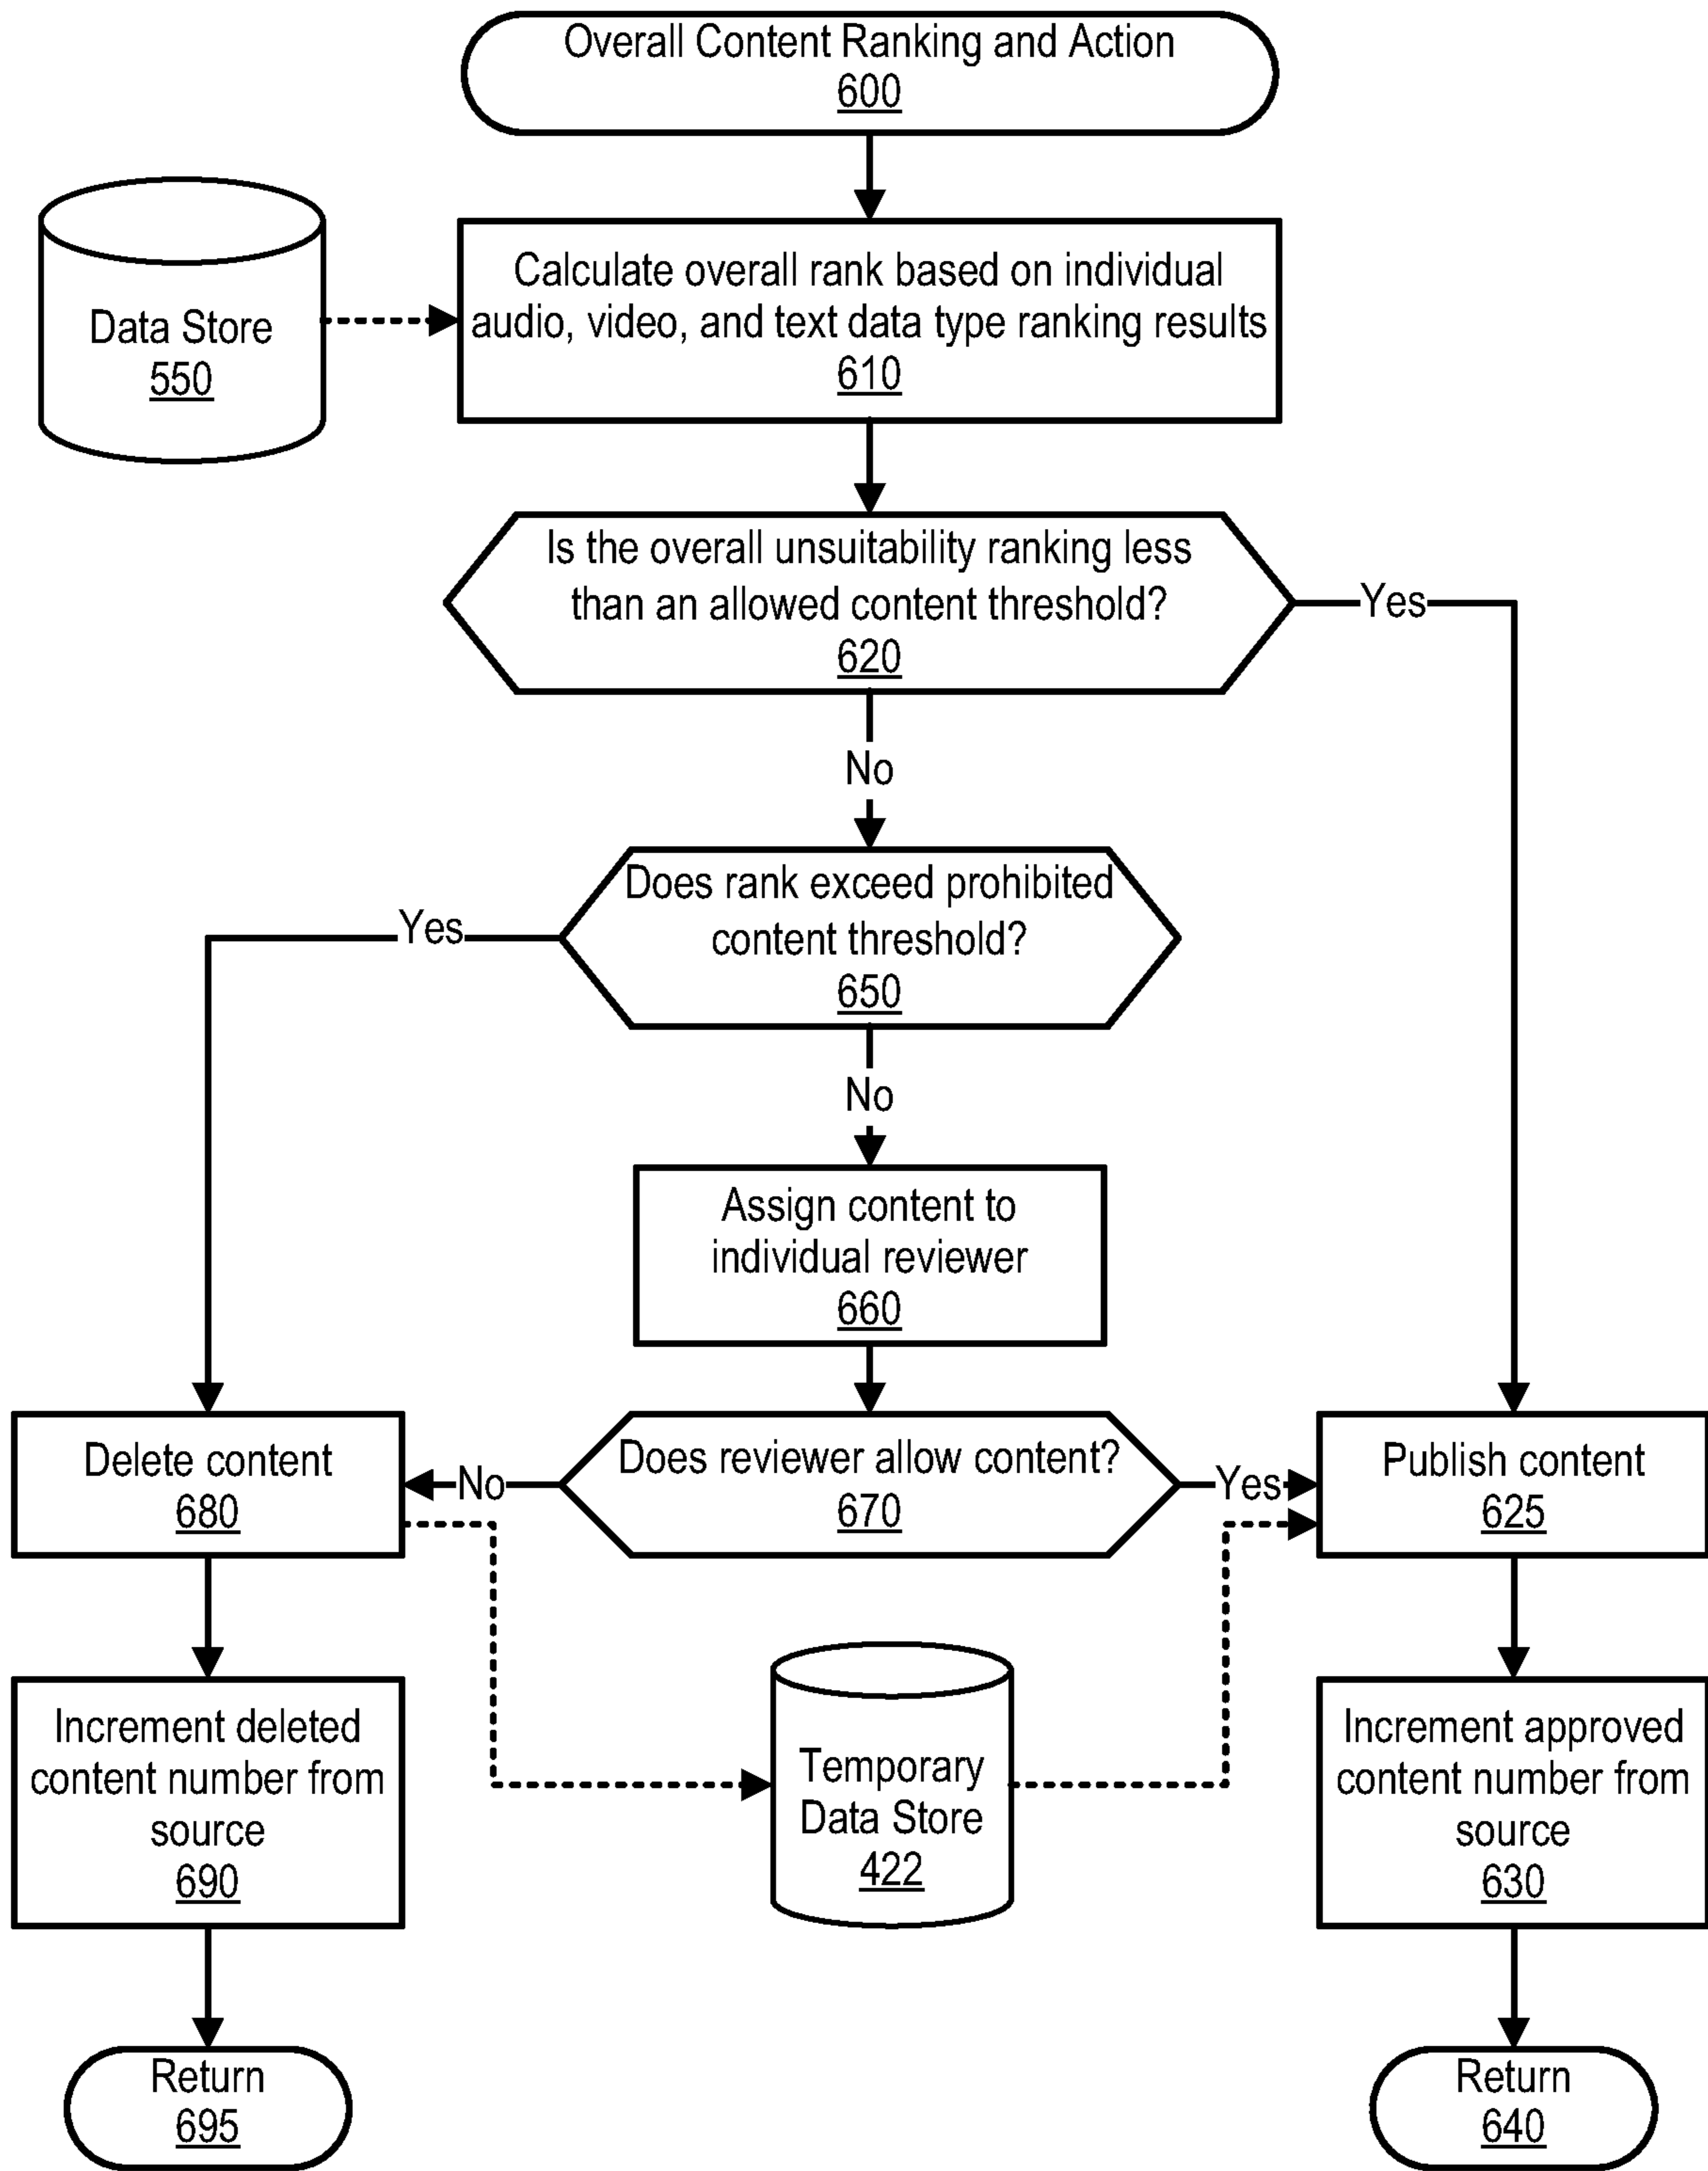 Overall Content Ranking and Action
600
Data Store
550
Calculate overall rank based on individual
audio, video, and text data type ranking results
610
Is the overall unsuitability ranking less
than an allowed content threshold?
620
Yes
No
Does rank exceed prohibited
content threshold?
650
Yes
No
Assign content to
individual reviewer
660
Delete content
680
No
Does reviewer allow content?
670
Yes
Publish content
625
Increment deleted
content number from
source
690
Temporary
Data Store
422
Increment approved
content number from
source
630
Return
695
Return
640